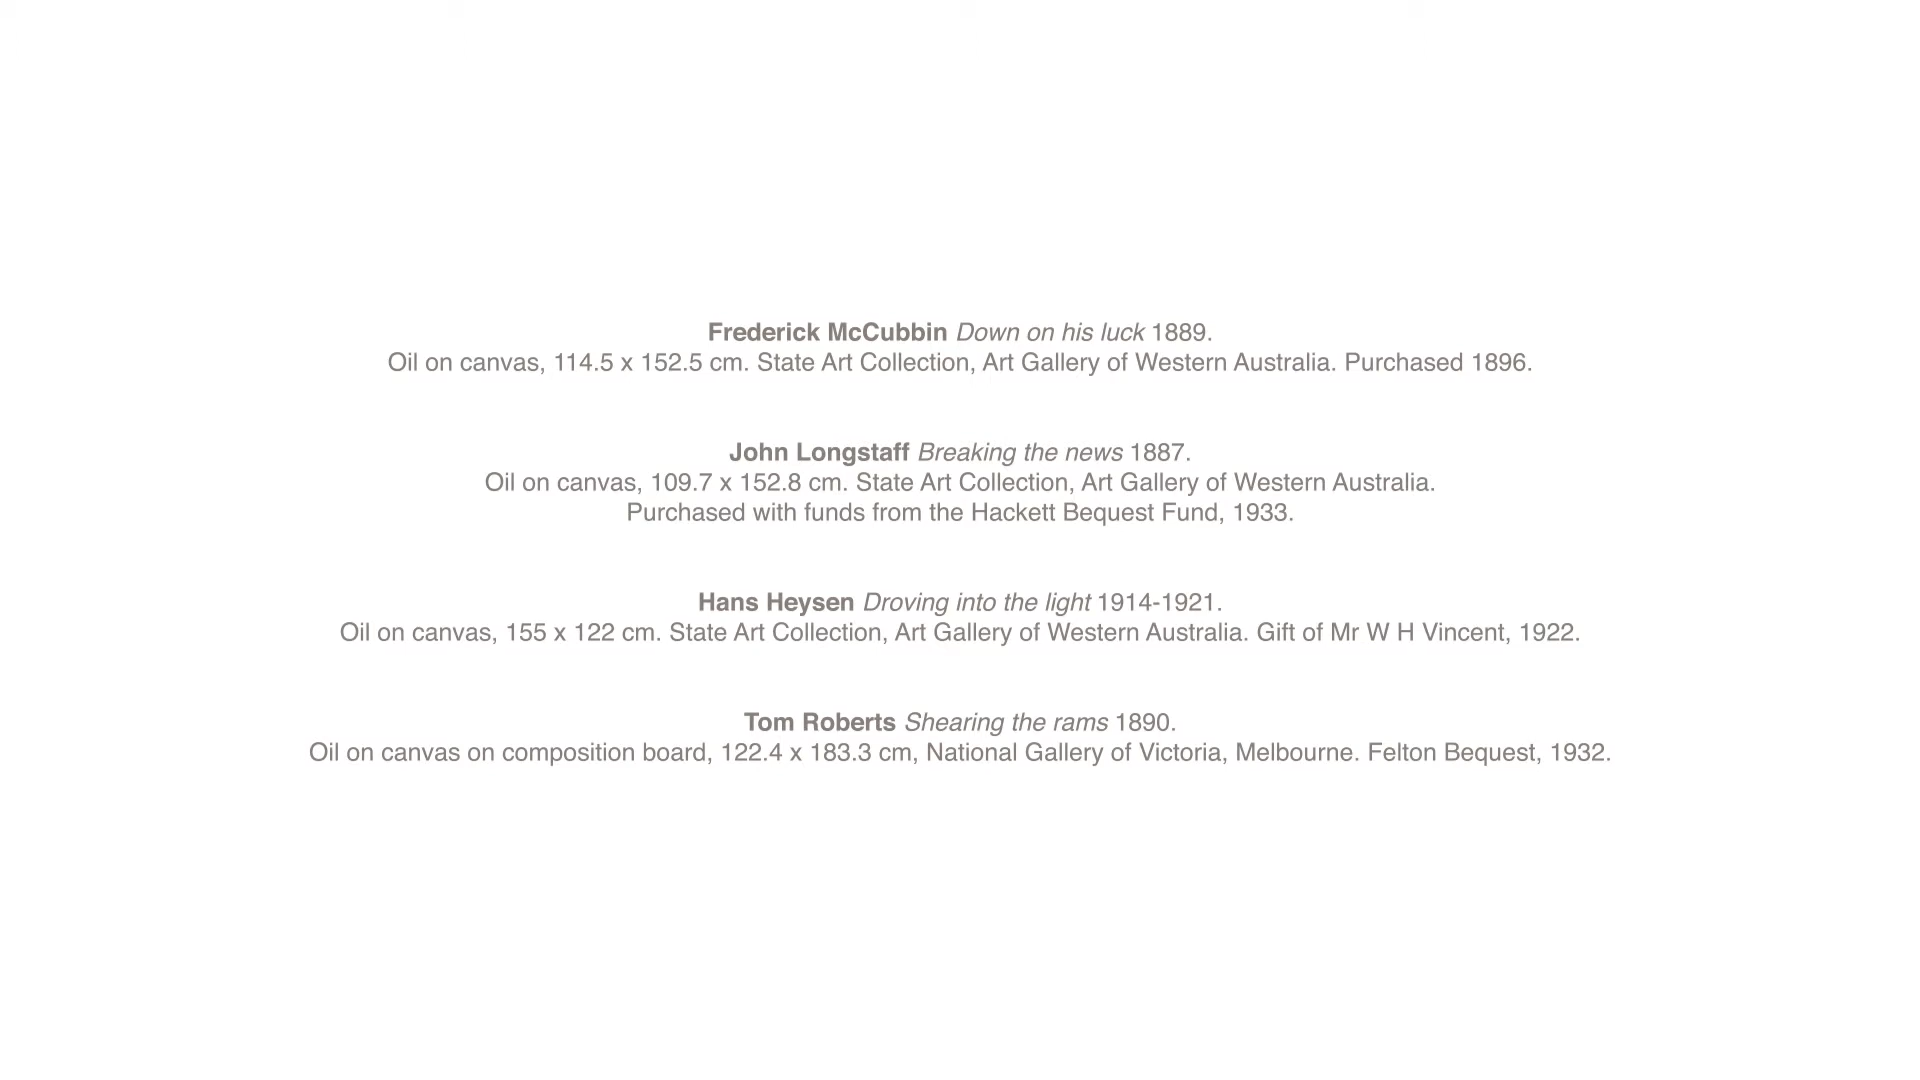 Frederick McCubbin Down on his luck 1889.
Oil on canvas, 114.5 x 152.5 cm. State Art Collection, Art Gallery of Western Australia. Purchased 1896.
John Longstaff Breaking the news 1887.
Oil on canvas, 109.7 x 152.8 cm. State Art Collection, Art Gallery of Western Australia.
Purchased with funds from the Hackett Bequest Fund, 1933.
Hans Heysen Droving into the light 1914-1921.
Oil on canvas, 155 x 122 cm. State Art Collection, Art Gallery of Western Australia. Gift of Mr W H Vincent, 1922.
Tom Roberts Shearing the rams 1890.
Oil on canvas on composition board, 122.4 x 183.3 cm, National Gallery of Victoria, Melbourne. Felton Bequest, 1932.